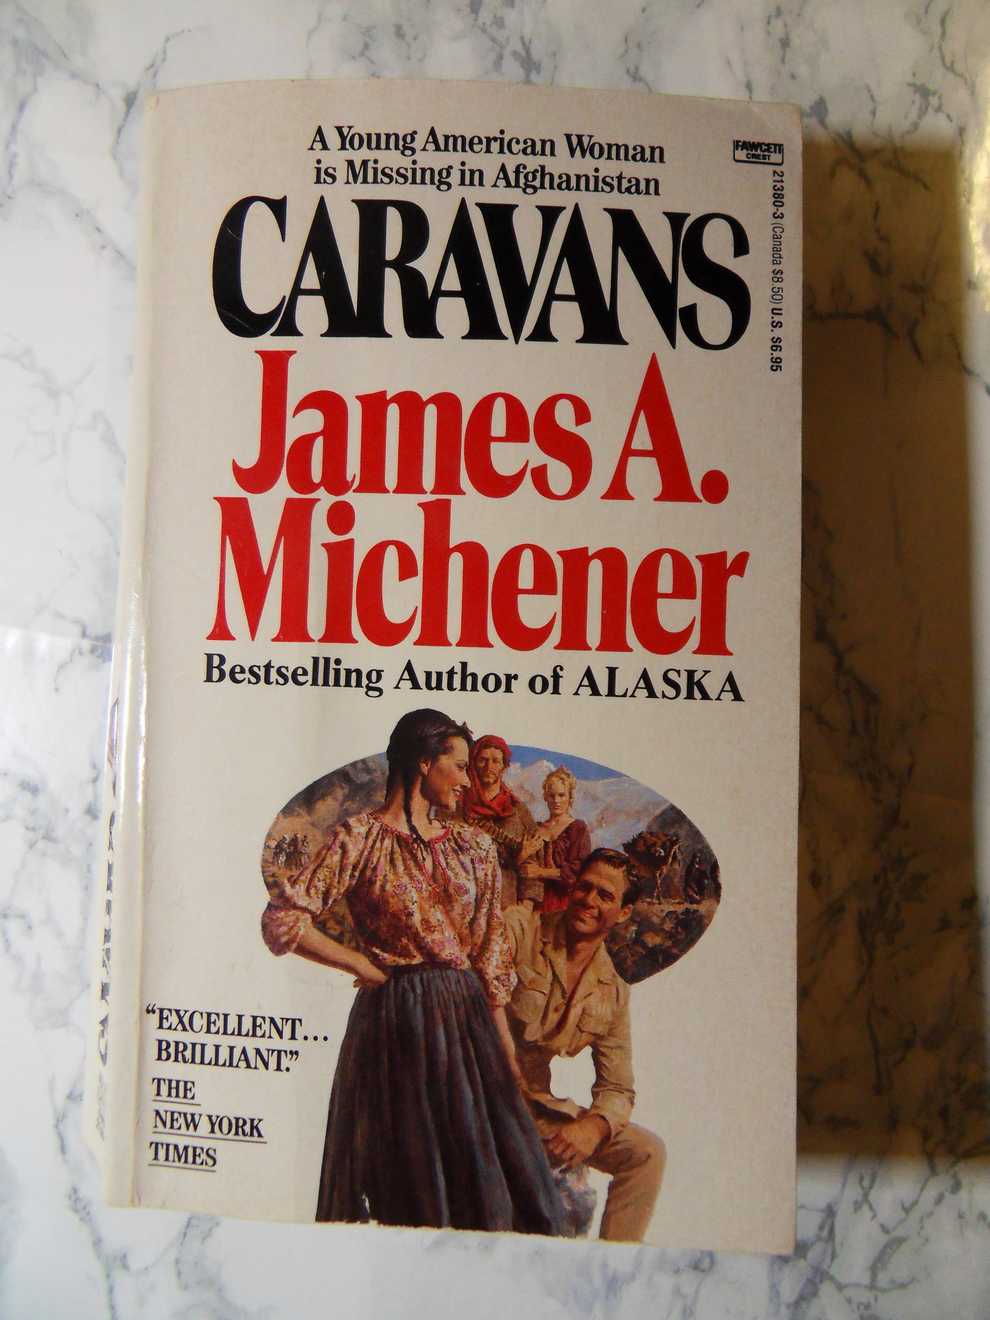 A Young American Woman
is Missing in Afghanistan
FAWCETT
CREST
21380-3 (Canada $8.50) U.S. $6.95
CARAVANS
James A.
Michener
Bestselling Author of ALASKA
“EXCELLENT...
BRILLIANT.”
THE
NEW YORK
TIMES